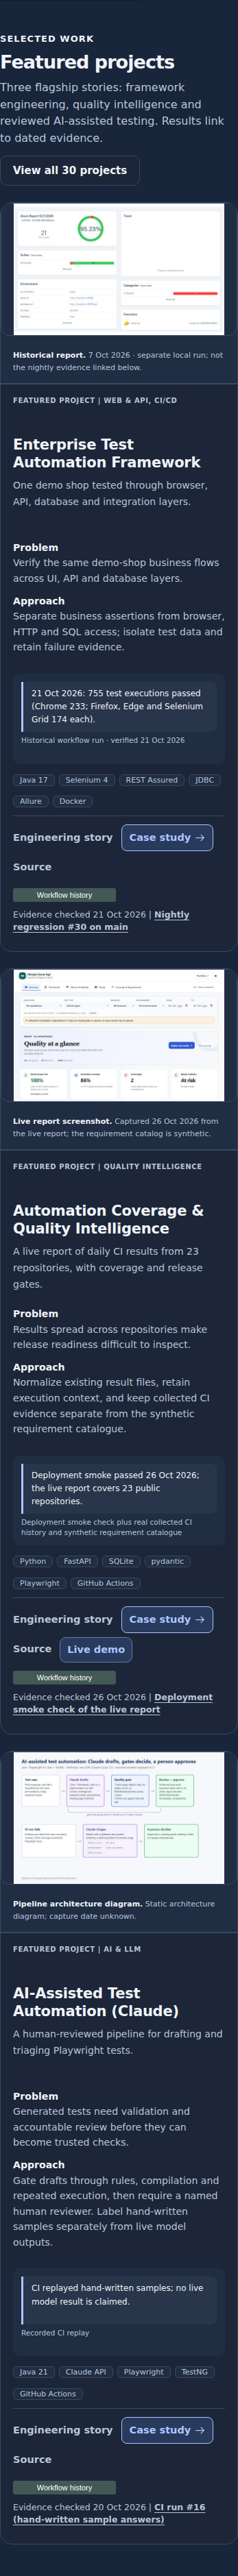 SELECTED WORK
Featured projects
Three flagship stories: framework
engineering, quality intelligence and
reviewed AI-assisted testing. Results link
to dated evidence.
View all 30 projects
95.23%
21
Historical report. 7 Oct 2026 · separate local run; not
the nightly evidence linked below.
FEATURED PROJECT | WEB & API, CI/CD
Enterprise Test
Automation Framework
One demo shop tested through browser,
API, database and integration layers.
Problem
Verify the same demo-shop business flows
across UI, API and database layers.
Approach
Separate business assertions from browser,
HTTP and SQL access; isolate test data and
retain failure evidence.
21 Oct 2026: 755 test executions passed
(Chrome 233; Firefox, Edge and Selenium
Grid 174 each).
Historical workflow run · verified 21 Oct 2026
Java 17 Selenium 4 REST Assured JDBC
Allure Docker
Engineering story Case study →
Source
Workflow history
Evidence checked 21 Oct 2026 | Nightly
regression #30 on main
Quality at a glance
100% 86% 2 At risk
Live report screenshot. Captured 26 Oct 2026 from
the live report; the requirement catalog is synthetic.
FEATURED PROJECT | QUALITY INTELLIGENCE
Automation Coverage &
Quality Intelligence
A live report of daily CI results from 23
repositories, with coverage and release
gates.
Problem
Results spread across repositories make
release readiness difficult to inspect.
Approach
Normalize existing result files, retain
execution context, and keep collected CI
evidence separate from the synthetic
requirement catalogue.
Deployment smoke passed 26 Oct 2026;
the live report covers 23 public
repositories.
Deployment smoke check plus real collected CI
history and synthetic requirement catalogue
Python FastAPI SQLite pydantic
Playwright GitHub Actions
Engineering story Case study →
Source Live demo
Workflow history
Evidence checked 26 Oct 2026 | Deployment
smoke check of the live report
AI-assisted test automation: Claude drafts, gates decide, a person approves
Pipeline architecture diagram. Static architecture
diagram; capture date unknown.
FEATURED PROJECT | AI & LLM
AI-Assisted Test
Automation (Claude)
A human-reviewed pipeline for drafting and
triaging Playwright tests.
Problem
Generated tests need validation and
accountable review before they can
become trusted checks.
Approach
Gate drafts through rules, compilation and
repeated execution, then require a named
human reviewer. Label hand-written
samples separately from live model
outputs.
CI replayed hand-written samples; no live
model result is claimed.
Recorded CI replay
Java 21 Claude API Playwright TestNG
GitHub Actions
Engineering story Case study →
Source
Workflow history
Evidence checked 20 Oct 2026 | CI run #16
(hand-written sample answers)